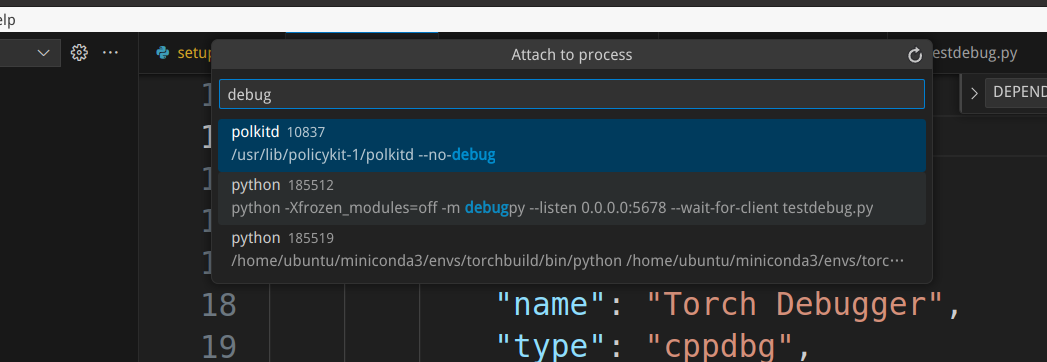 elp
setup
Attach to process
estdebug.py
debug
DEPEND
polkitd 10837
/usr/lib/policykit-1/polkitd --no-debug
python 185512
python -Xfrozen_modules=off -m debugpy --listen 0.0.0.0:5678 --wait-for-client testdebug.py
python 185519
/home/ubuntu/miniconda3/envs/torchbuild/bin/python /home/ubuntu/miniconda3/envs/torc···
18 "name": "Torch Debugger",
19 "type": "cppdbg",